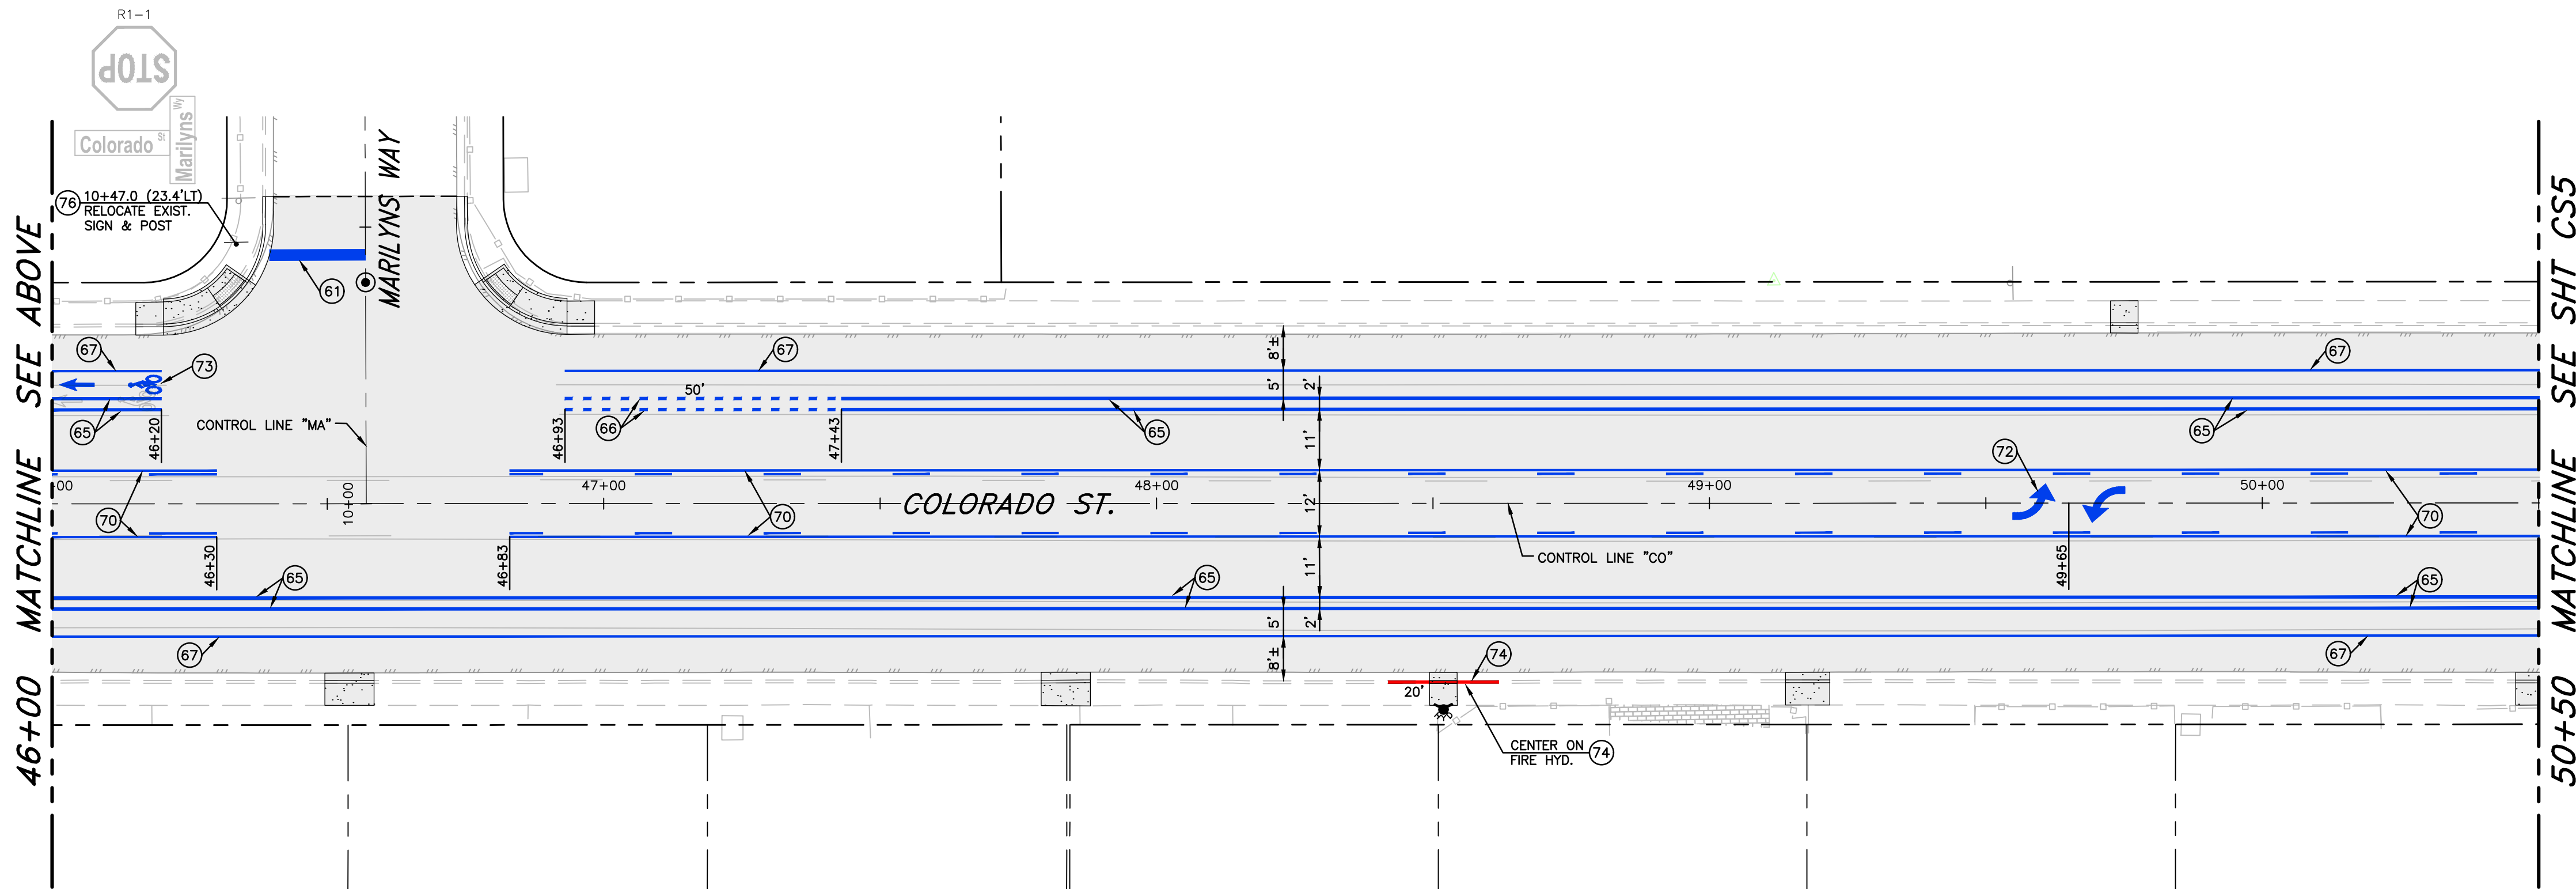 R1-1
STOP
Colorado St
Marilyns Wy
76
10+47.0 (23.4'LT)
RELOCATE EXIST.
SIGN & POST
MARILYNS WAY
61
46+00 MATCHLINE SEE ABOVE
50+50 MATCHLINE SEE SHT CS5
67
73
67
67
8'±
5'
2'
50'
65
46+20
CONTROL LINE "MA"
46+93
66
47+43
65
11'
65
72
+00
10+00
47+00
COLORADO ST.
48+00
12'
49+00
50+00
70
70
70
46+30
46+83
CONTROL LINE "CO"
49+65
11'
65
65
65
5'
2'
67
8'±
67
74
20'
HYD
CENTER ON
FIRE HYD.
74